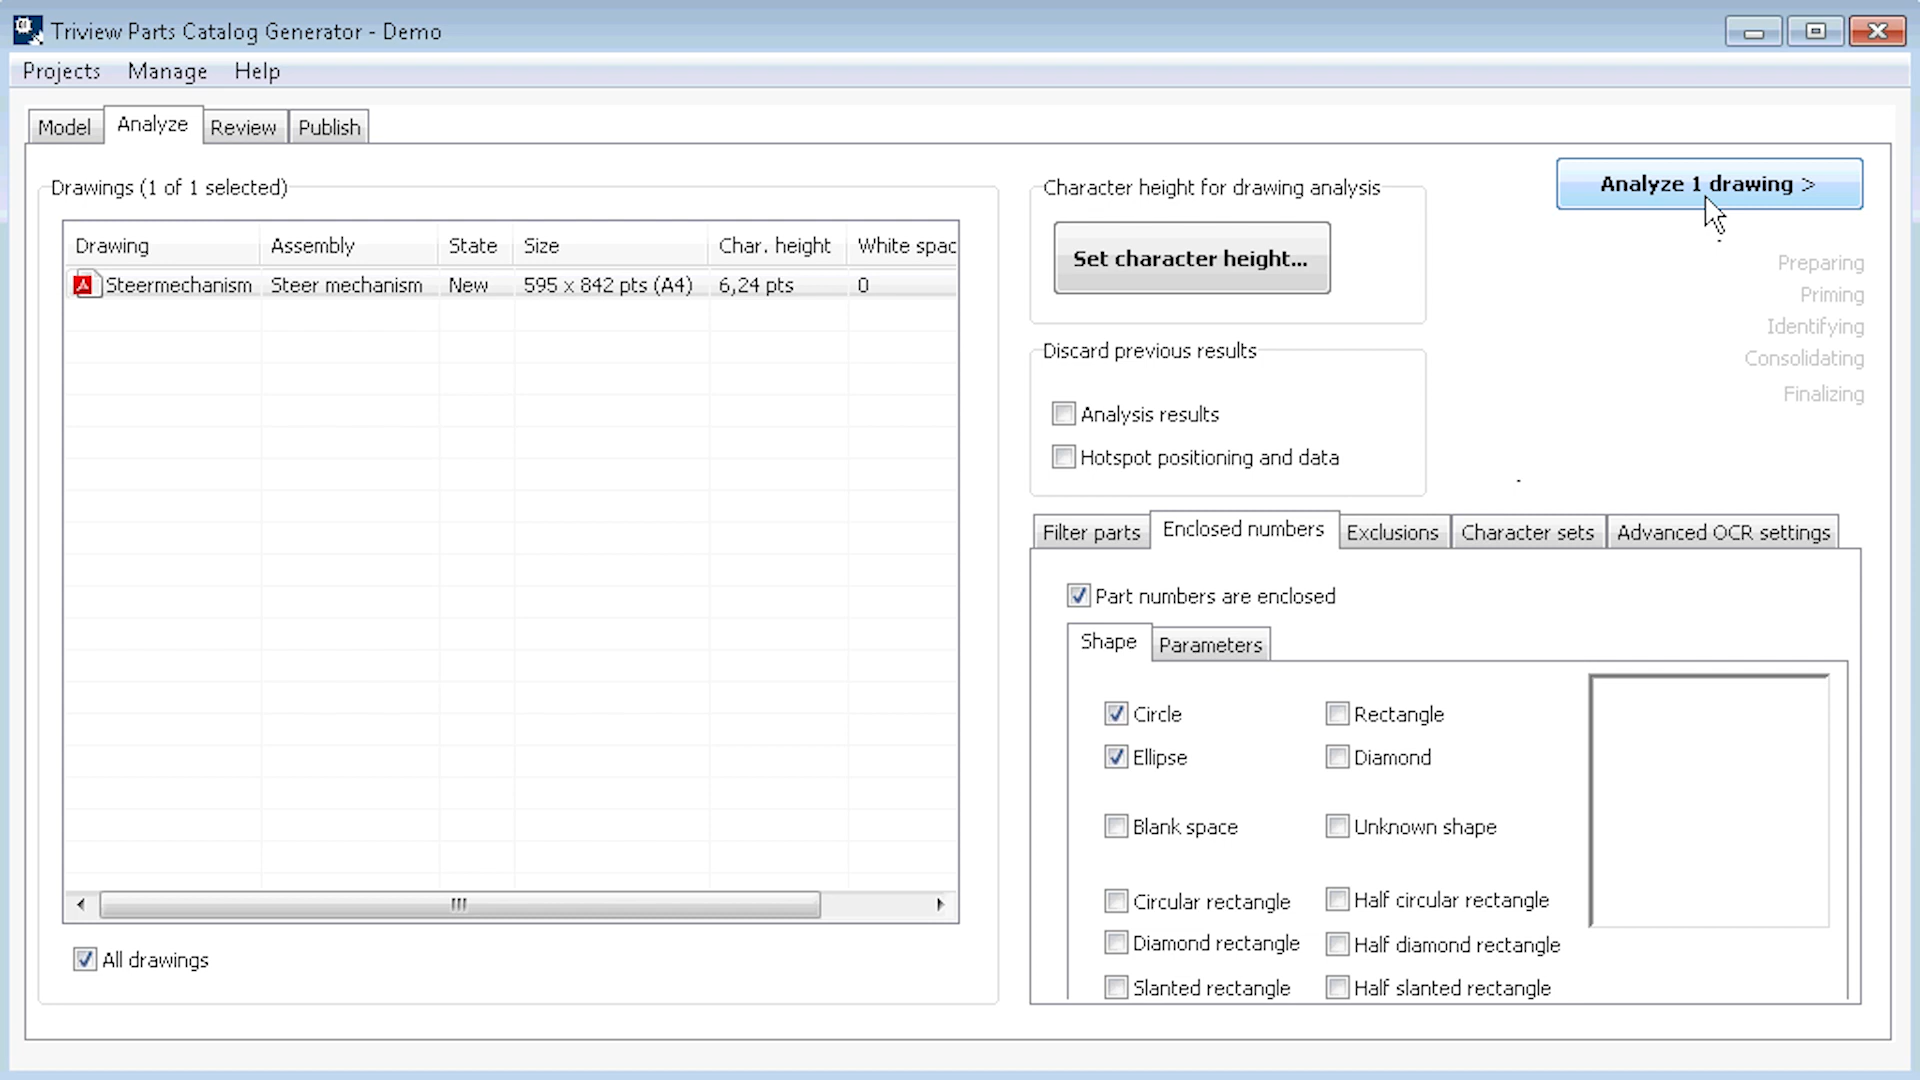 Triview Parts Catalog Generator - Demo
Projects Manage Help
Model Analyze Review Publish
Drawings (1 of 1 selected)
Drawing Assembly State Size Char. height White spac
Steermechanism Steer mechanism New 595 x 842 pts (A4) 6,24 pts 0
All drawings
Character height for drawing analysis
Set character height...
Analyze 1 drawing >
Preparing
Priming
Identifying
Consolidating
Finalizing
Discard previous results
Analysis results
Hotspot positioning and data
Filter parts Enclosed numbers Exclusions Character sets Advanced OCR settings
Part numbers are enclosed
Shape Parameters
Circle Rectangle
Ellipse Diamond
Blank space Unknown shape
Circular rectangle Half circular rectangle
Diamond rectangle Half diamond rectangle
Slanted rectangle Half slanted rectangle